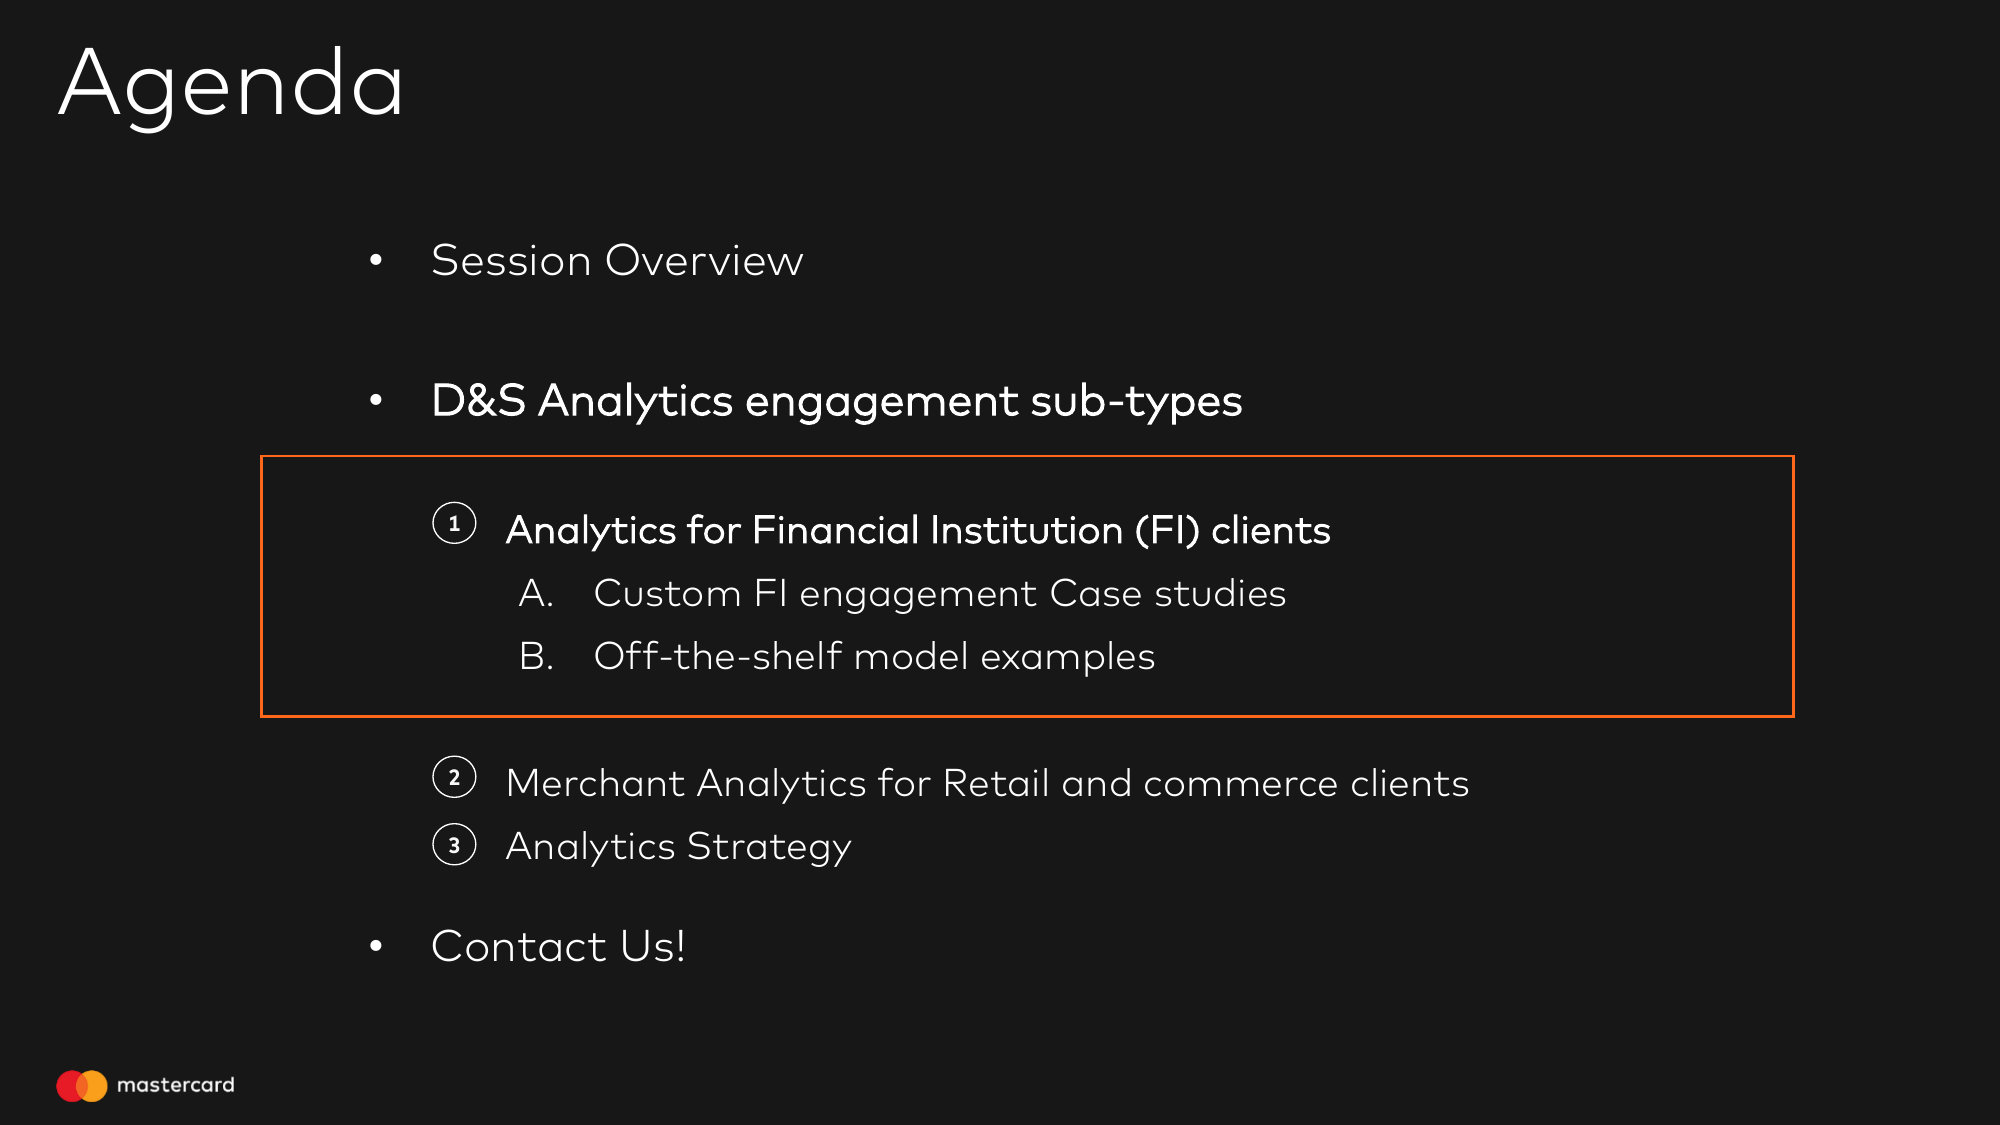 Agenda
• Session Overview
• D&S Analytics engagement sub-types
1 Analytics for Financial Institution (FI) clients
A. Custom FI engagement Case studies
B. Off-the-shelf model examples
2 Merchant Analytics for Retail and commerce clients
3 Analytics Strategy
• Contact Us!
mastercard